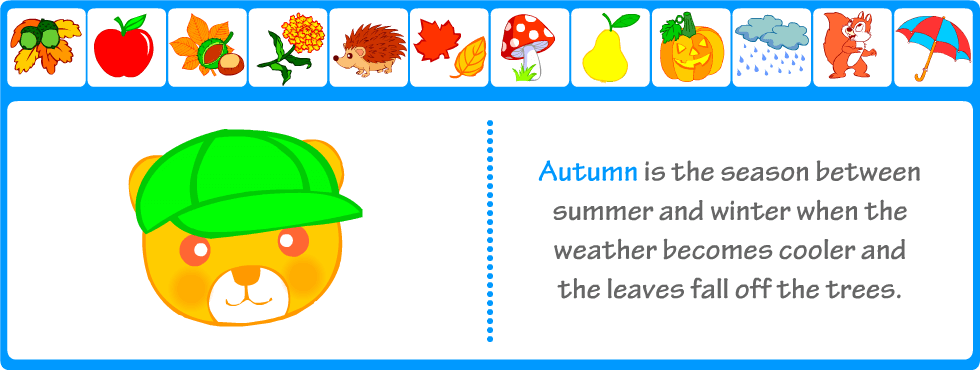 Autumn is the season between
summer and winter when the
weather becomes cooler and
the leaves fall off the trees.